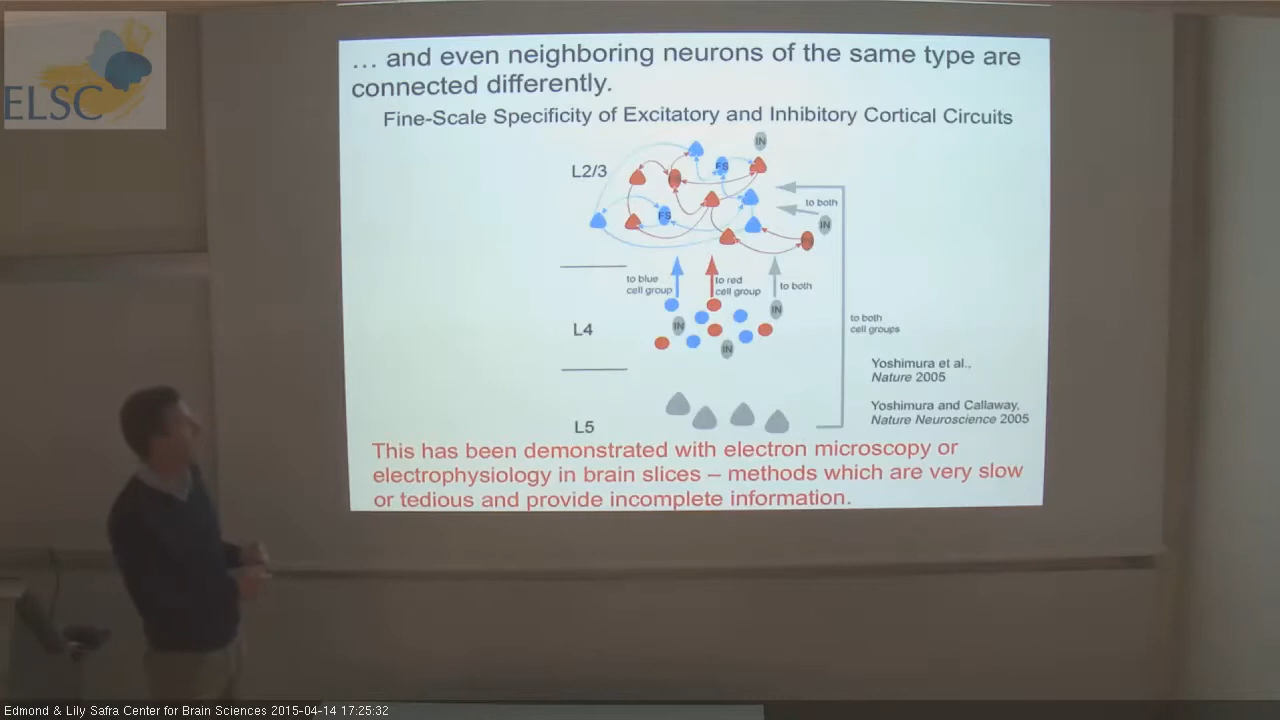 ELSC
… and even neighboring neurons of the same type are
connected differently.
Fine-Scale Specificity of Excitatory and Inhibitory Cortical Circuits
IN
L2/3
FS
to both
FS
IN
to blue
cell group
to red
cell group
to both
IN
L4
IN
IN
to both
cell groups
Yoshimura et al.,
Nature 2005
Yoshimura and Callaway,
Nature Neuroscience 2005
L5
This has been demonstrated with electron microscopy or
electrophysiology in brain slices – methods which are very slow
or tedious and provide incomplete information.
Edmond & Lily Safra Center for Brain Sciences 2015-04-14 17:25:32